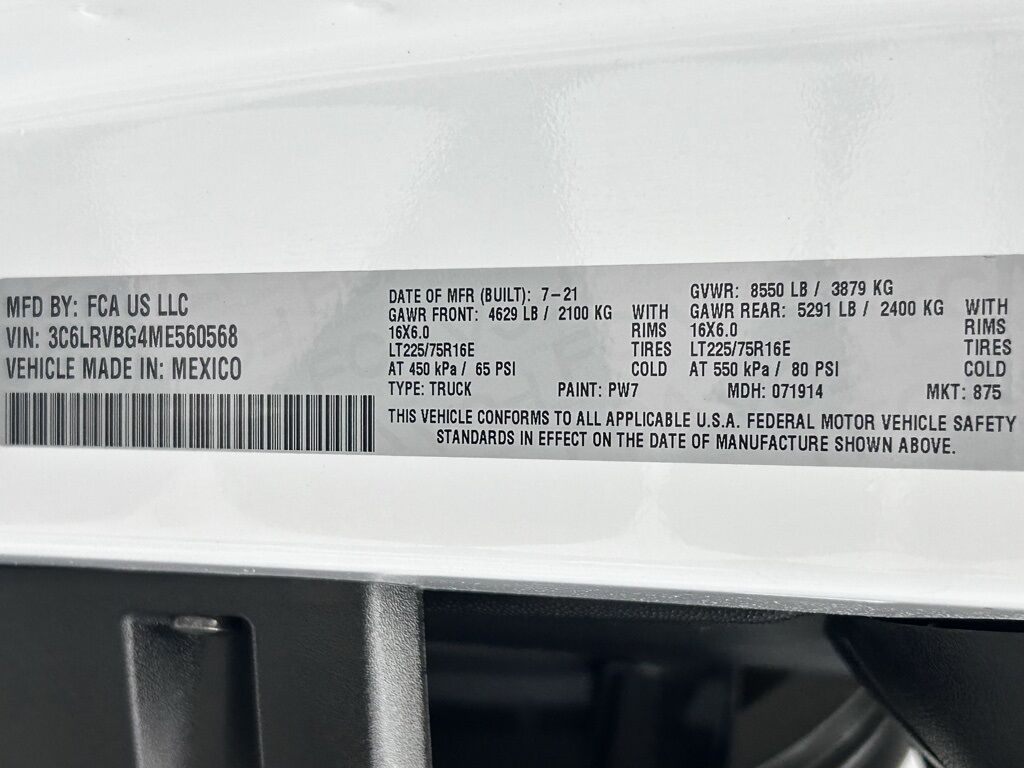 MFD BY: FCA US LLC
VIN: 3C6LRVBG4ME560568
VEHICLE MADE IN: MEXICO
DATE OF MFR (BUILT): 7-21 GVWR: 8550 LB / 3879 KG
GAWR FRONT: 4629 LB / 2100 KG WITH GAWR REAR: 5291 LB / 2400 KG WITH
16X6.0 RIMS 16X6.0 RIMS
LT225/75R16E TIRES LT225/75R16E TIRES
AT 450 kPa / 65 PSI COLD AT 550 kPa / 80 PSI COLD
TYPE: TRUCK PAINT: PW7 MDH: 071914 MKT: 875
THIS VEHICLE CONFORMS TO ALL APPLICABLE U.S.A. FEDERAL MOTOR VEHICLE SAFETY
STANDARDS IN EFFECT ON THE DATE OF MANUFACTURE SHOWN ABOVE.